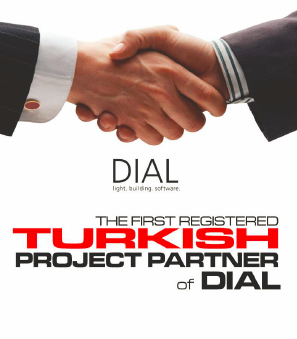 DIAL
light. building. software.
THE FIRST REGISTERED
TURKISH
PROJECT PARTNER
of DIAL